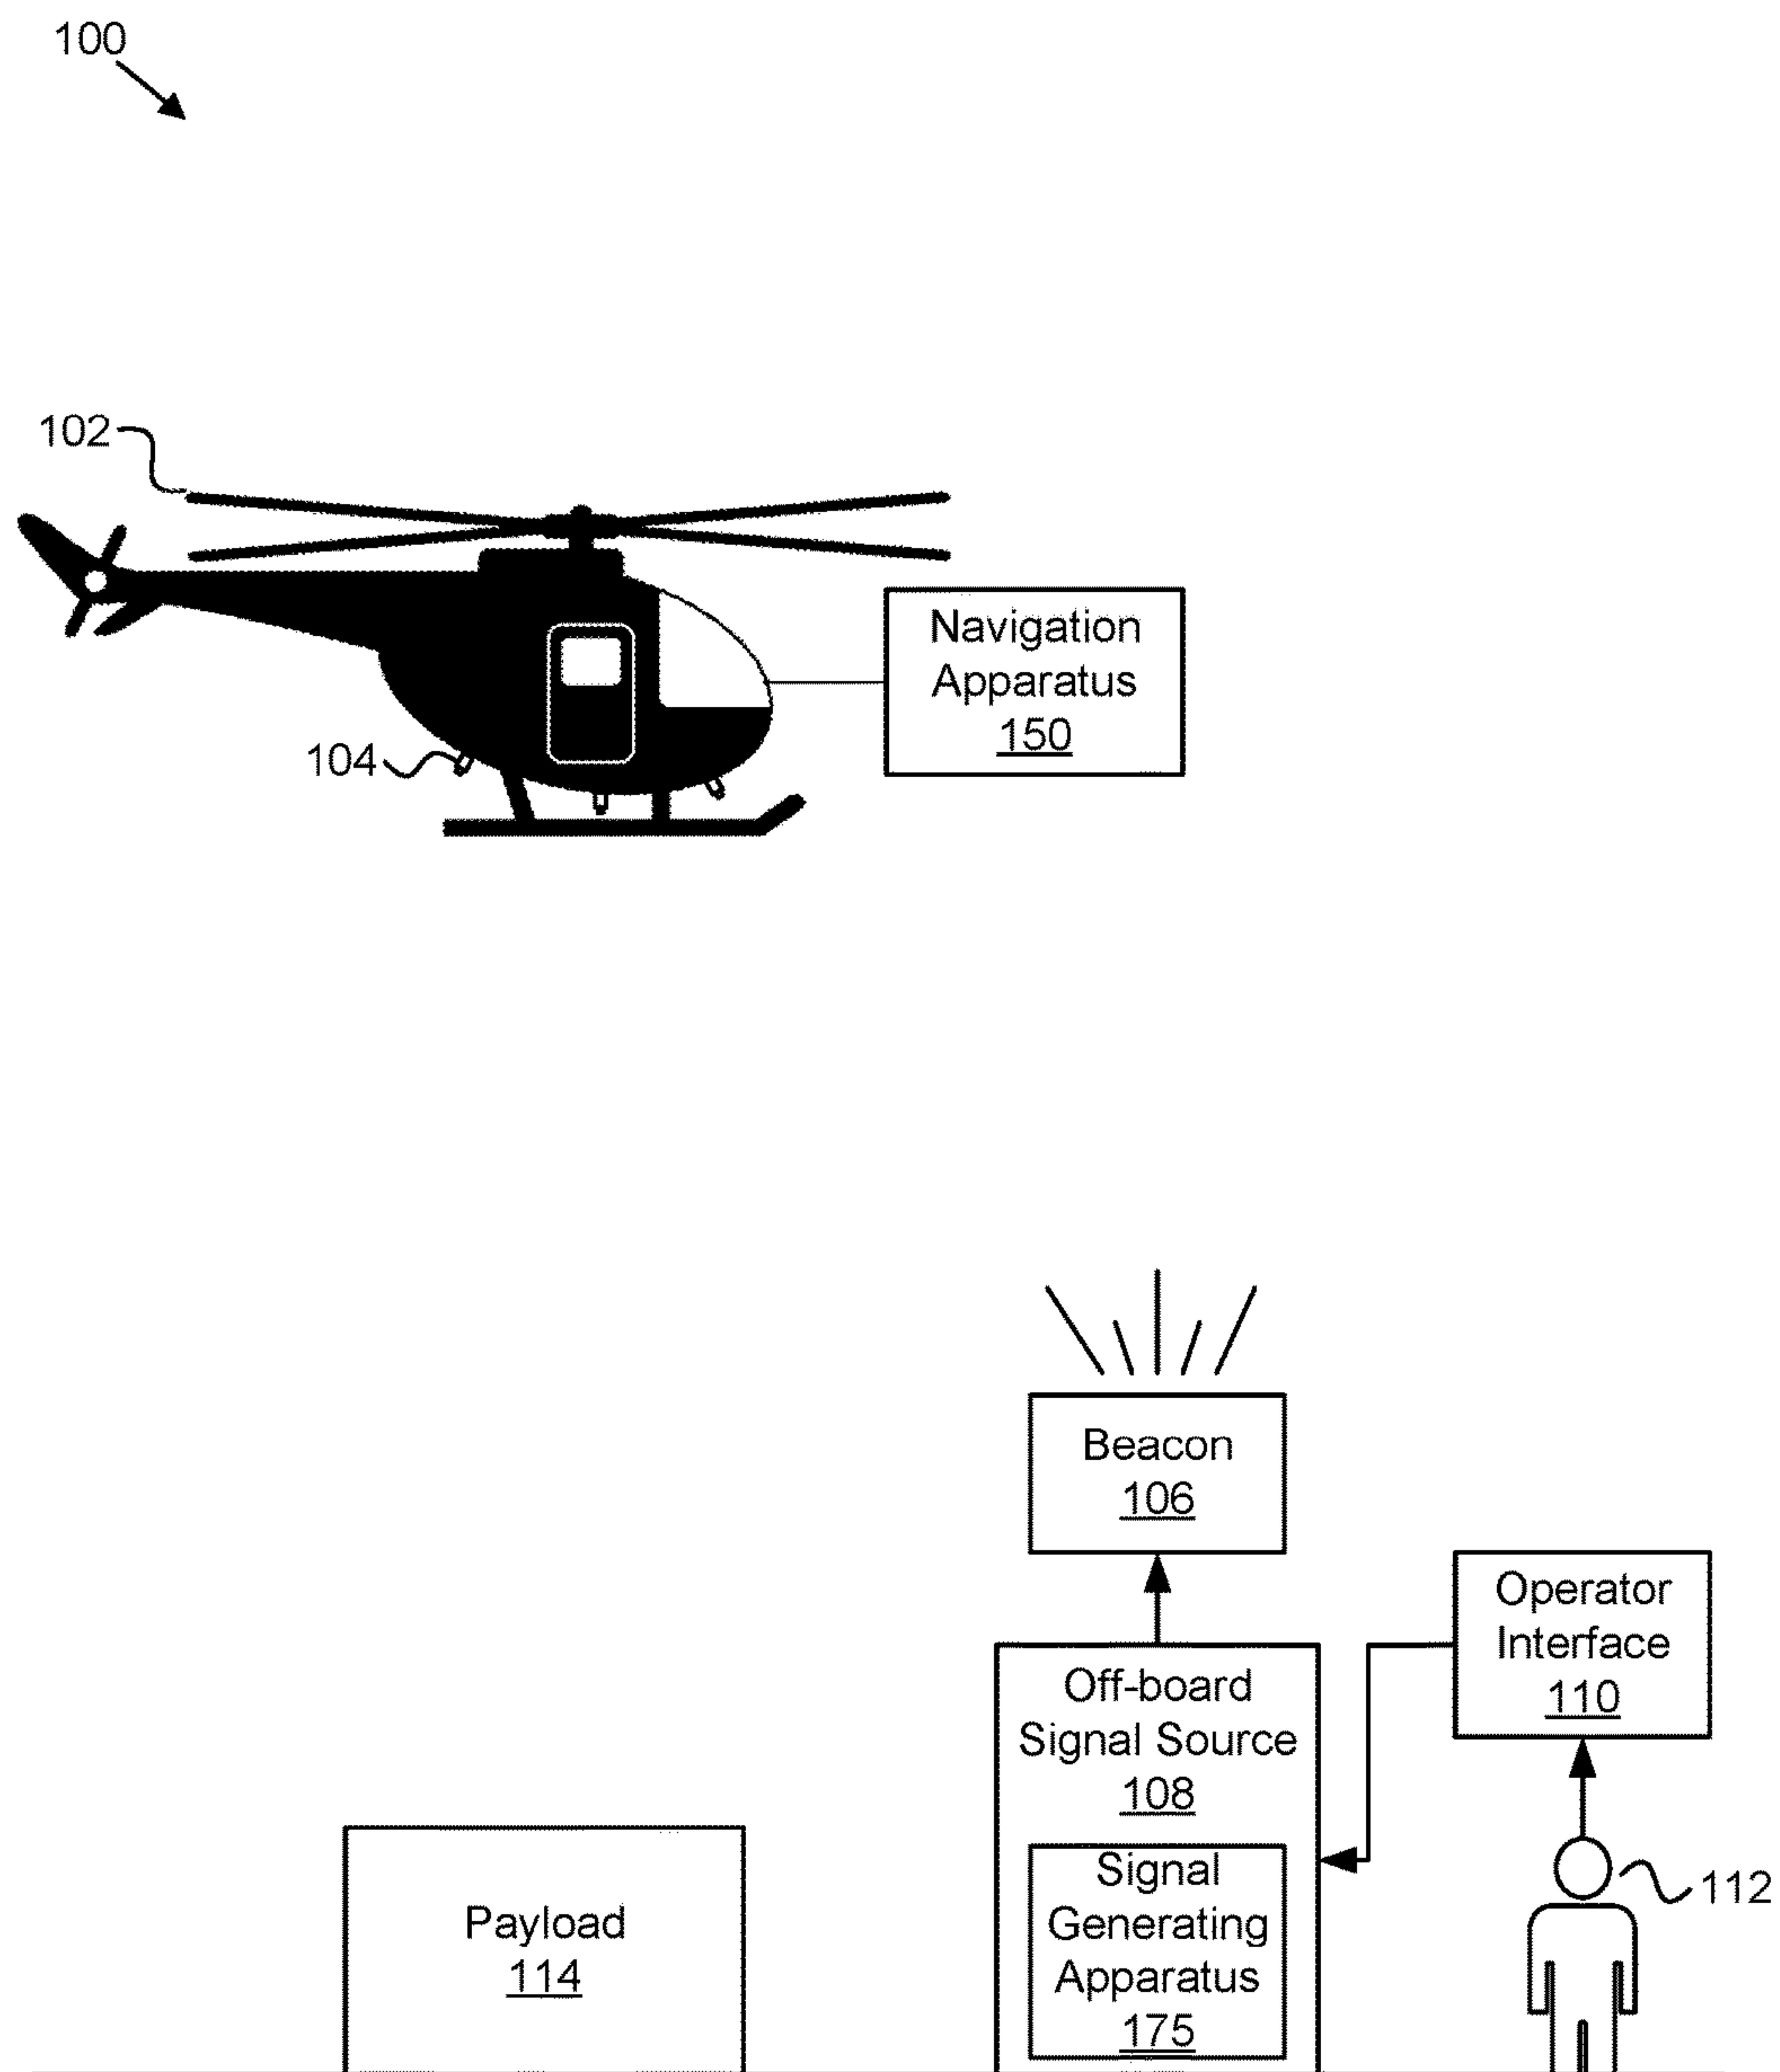 100
102
Navigation
Apparatus
150
104
Beacon
106
Operator
Interface
110
Off-board
Signal Source
108
Signal
Generating
Apparatus
175
112
Payload
114